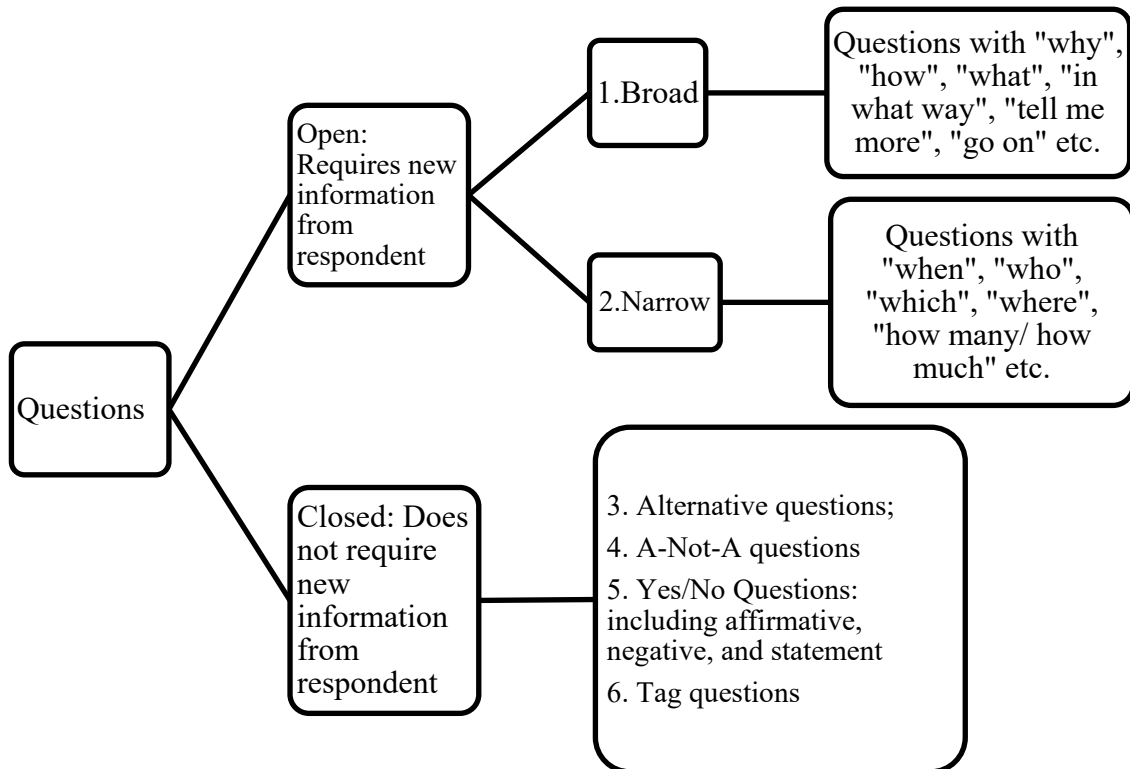 Questions
Open:
Requires new
information
from
respondent
1.Broad
Questions with "why",
"how", "what", "in
what way", "tell me
more", "go on" etc.
2.Narrow
Questions with
"when", "who",
"which", "where",
"how many/ how
much" etc.
Closed: Does
not require
new
information
from
respondent
3. Alternative questions;
4. A-Not-A questions
5. Yes/No Questions:
including affirmative,
negative, and statement
6. Tag questions